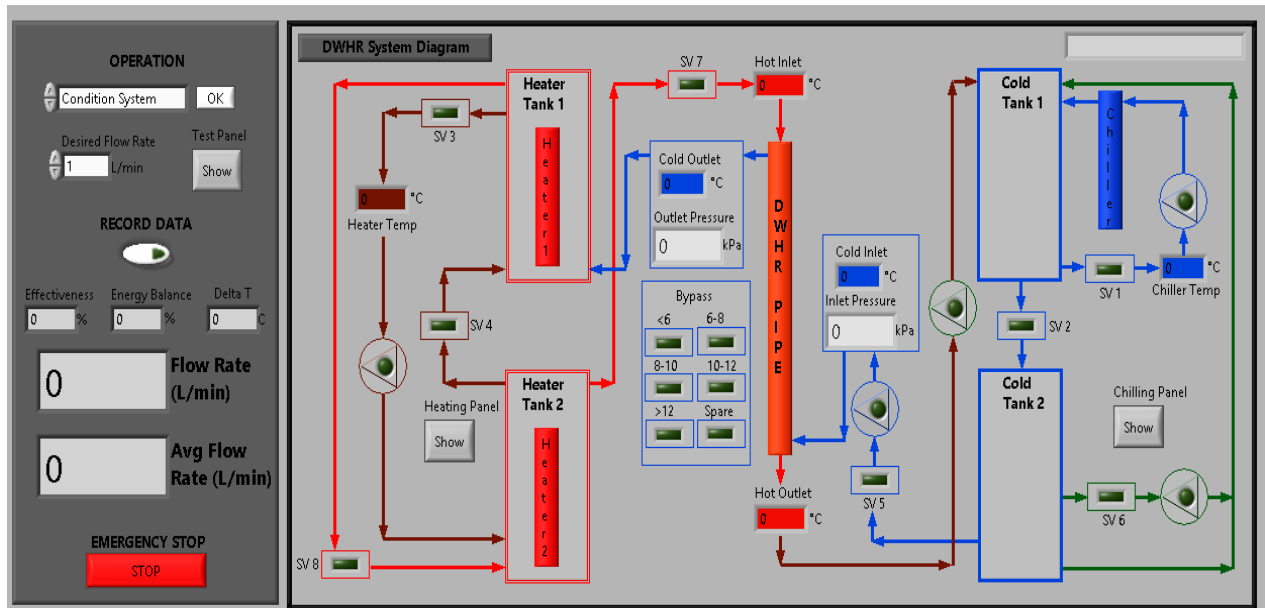 OPERATION
Condition System
OK
Desired Flow Rate
1
L/min
Test Panel
Show
RECORD DATA
Effectiveness
0
%
Energy Balance
0
%
Delta T
0
C
0
Flow Rate
(L/min)
0
Avg Flow
Rate (L/min)
EMERGENCY STOP
STOP
DWHR System Diagram
Heater
Tank 1
Heater1
SV 3
0
°C
Heater Temp
SV 4
Heater
Tank 2
Heater2
SV 8
Heating Panel
Show
SV 7
Hot Inlet
0
°C
Cold Outlet
0
°C
Outlet Pressure
0
kPa
Bypass
<6
6-8
8-10
10-12
>12
Spare
DWHR PIPE
Hot Outlet
0
°C
Cold Inlet
0
°C
Inlet Pressure
0
kPa
SV 5
Cold
Tank 1
Chiller
SV 1
0
°C
Chiller Temp
SV 2
Cold
Tank 2
Chilling Panel
Show
SV 6